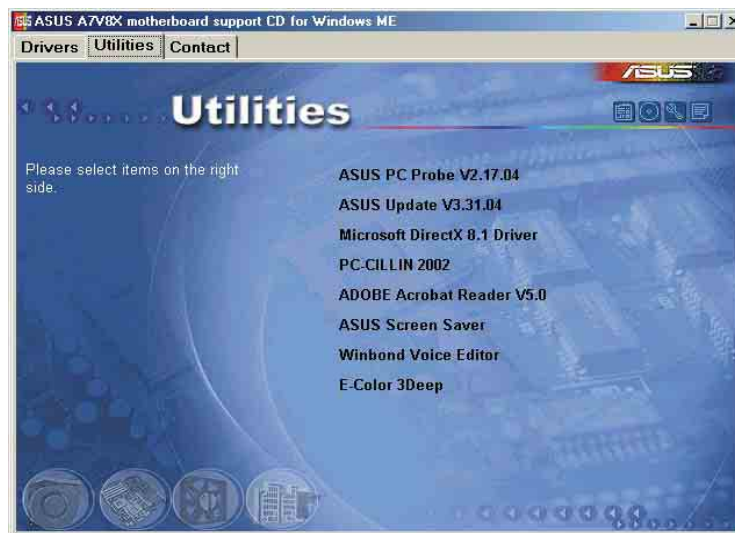 ASUS A7V8X motherboard support CD for Windows ME
Drivers Utilities Contact
ASUS
Utilities
Please select items on the right
side.
ASUS PC Probe V2.17.04
ASUS Update V3.31.04
Microsoft DirectX 8.1 Driver
PC-CILLIN 2002
ADOBE Acrobat Reader V5.0
ASUS Screen Saver
Winbond Voice Editor
E-Color 3Deep